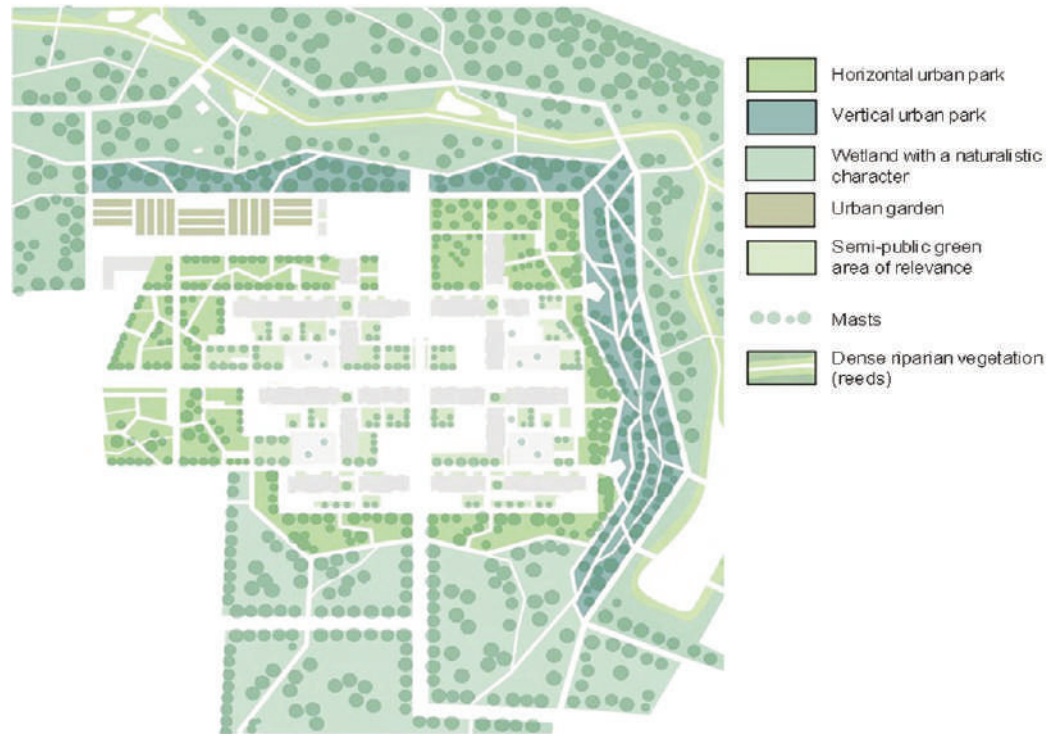 Horizontal urban park
Vertical urban park
Wetland with a naturalistic
character
Urban garden
Semi-public green
area of relevance
Masts
Dense riparian vegetation
(reeds)